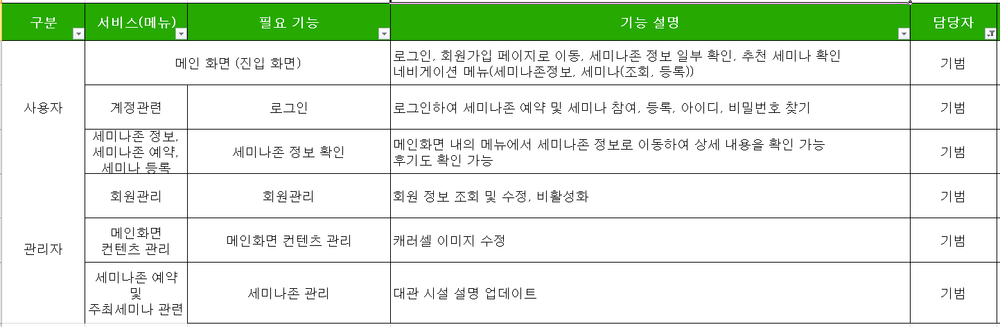 구분 서비스(메뉴) 필요 기능 기능 설명 담당자
메인 화면 (진입 화면)
로그인, 회원가입 페이지로 이동, 세미나존 정보 일부 확인, 추천 세미나 확인
네비게이션 메뉴(세미나존정보, 세미나(조회, 등록))
기범
사용자
계정관련
로그인
로그인하여 세미나존 예약 및 세미나 참여, 등록, 아이디, 비밀번호 찾기
기범
세미나존 정보,
세미나존 예약,
세미나 등록
세미나존 정보 확인
메인화면 내의 메뉴에서 세미나존 정보로 이동하여 상세 내용을 확인 가능
후기도 확인 가능
기범
관리자
회원관리
회원관리
회원 정보 조회 및 수정, 비활성화
기범
메인화면
컨텐츠 관리
메인화면 컨텐츠 관리
캐러셀 이미지 수정
기범
세미나존 예약
및
주최세미나 관련
세미나존 관리
대관 시설 설명 업데이트
기범